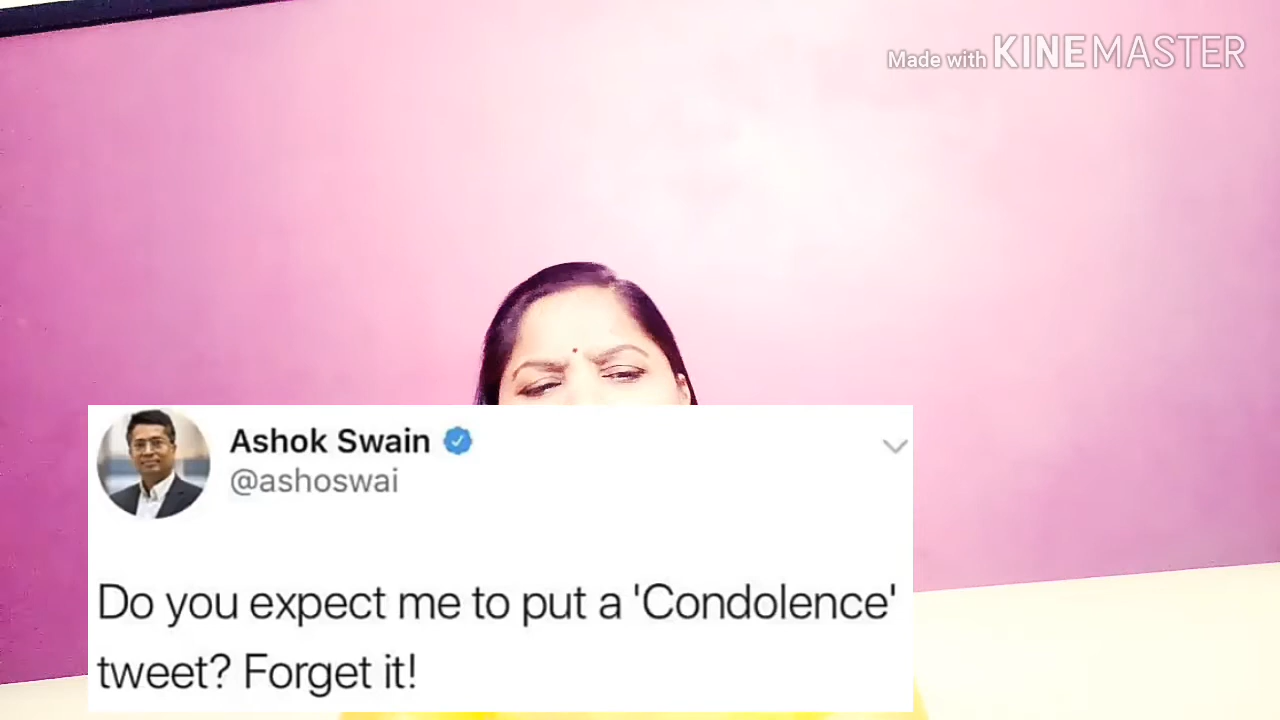 Made with KINEMASTER
Ashok Swain
@ashoswai
Do you expect me to put a 'Condolence'
tweet? Forget it!